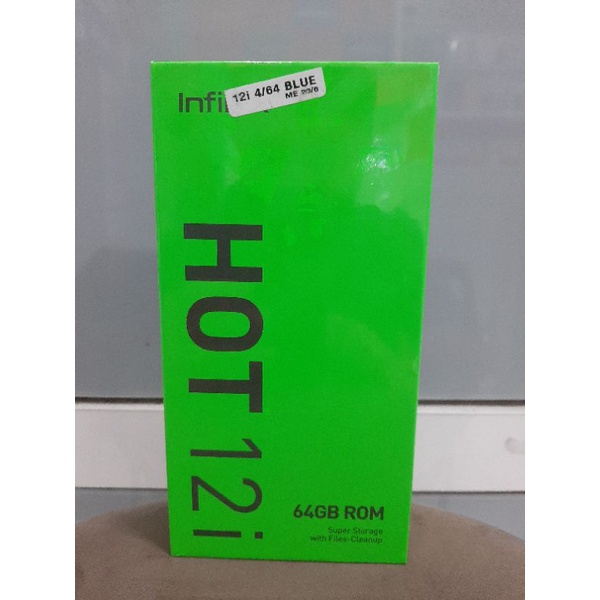 Infi
12i 4/64 BLUE
HOT 12i
64GB ROM
Super Storage
with Files-Cleanup